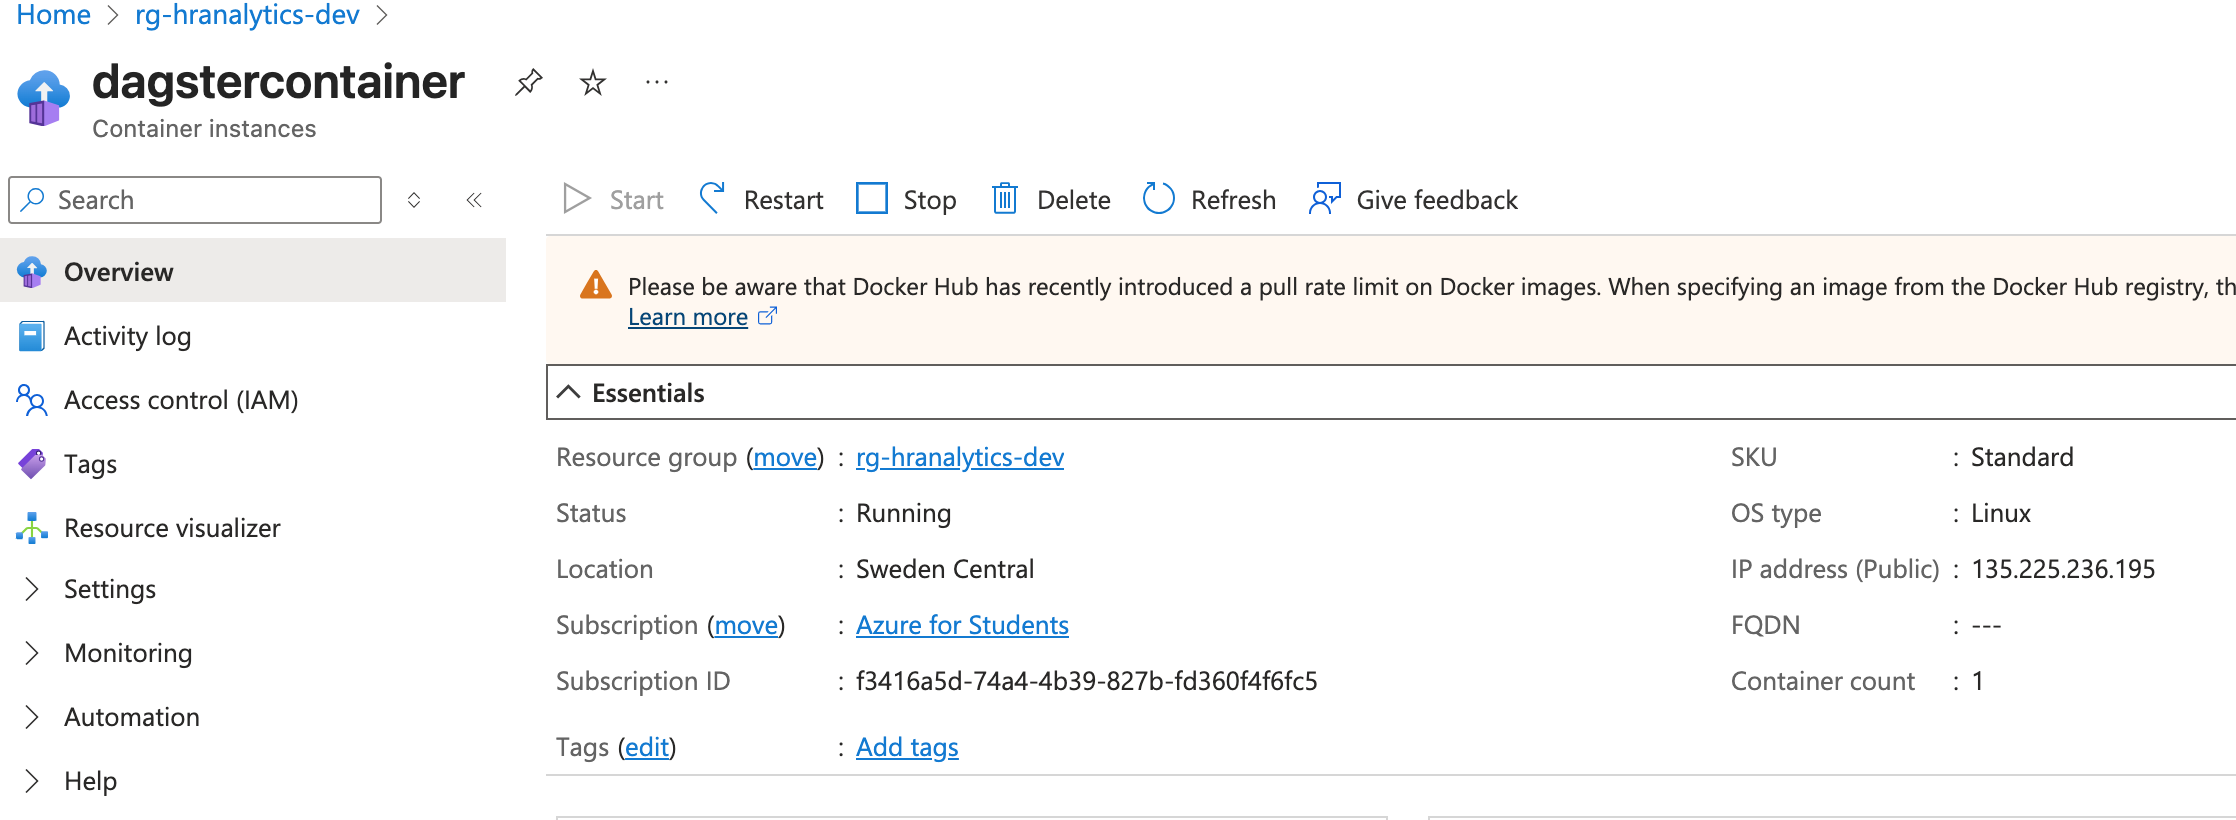 Home > rg-hranalytics-dev >
dagstercontainer
Container instances
Search
Overview
Activity log
Access control (IAM)
Tags
Resource visualizer
Settings
Monitoring
Automation
Help
Start Restart Stop Delete Refresh Give feedback
Please be aware that Docker Hub has recently introduced a pull rate limit on Docker images. When specifying an image from the Docker Hub registry, th
Learn more
Essentials
Resource group (move) : rg-hranalytics-dev
Status : Running
Location : Sweden Central
Subscription (move) : Azure for Students
Subscription ID : f3416a5d-74a4-4b39-827b-fd360f4f6fc5
Tags (edit) : Add tags
SKU : Standard
OS type : Linux
IP address (Public) : 135.225.236.195
FQDN : ---
Container count : 1